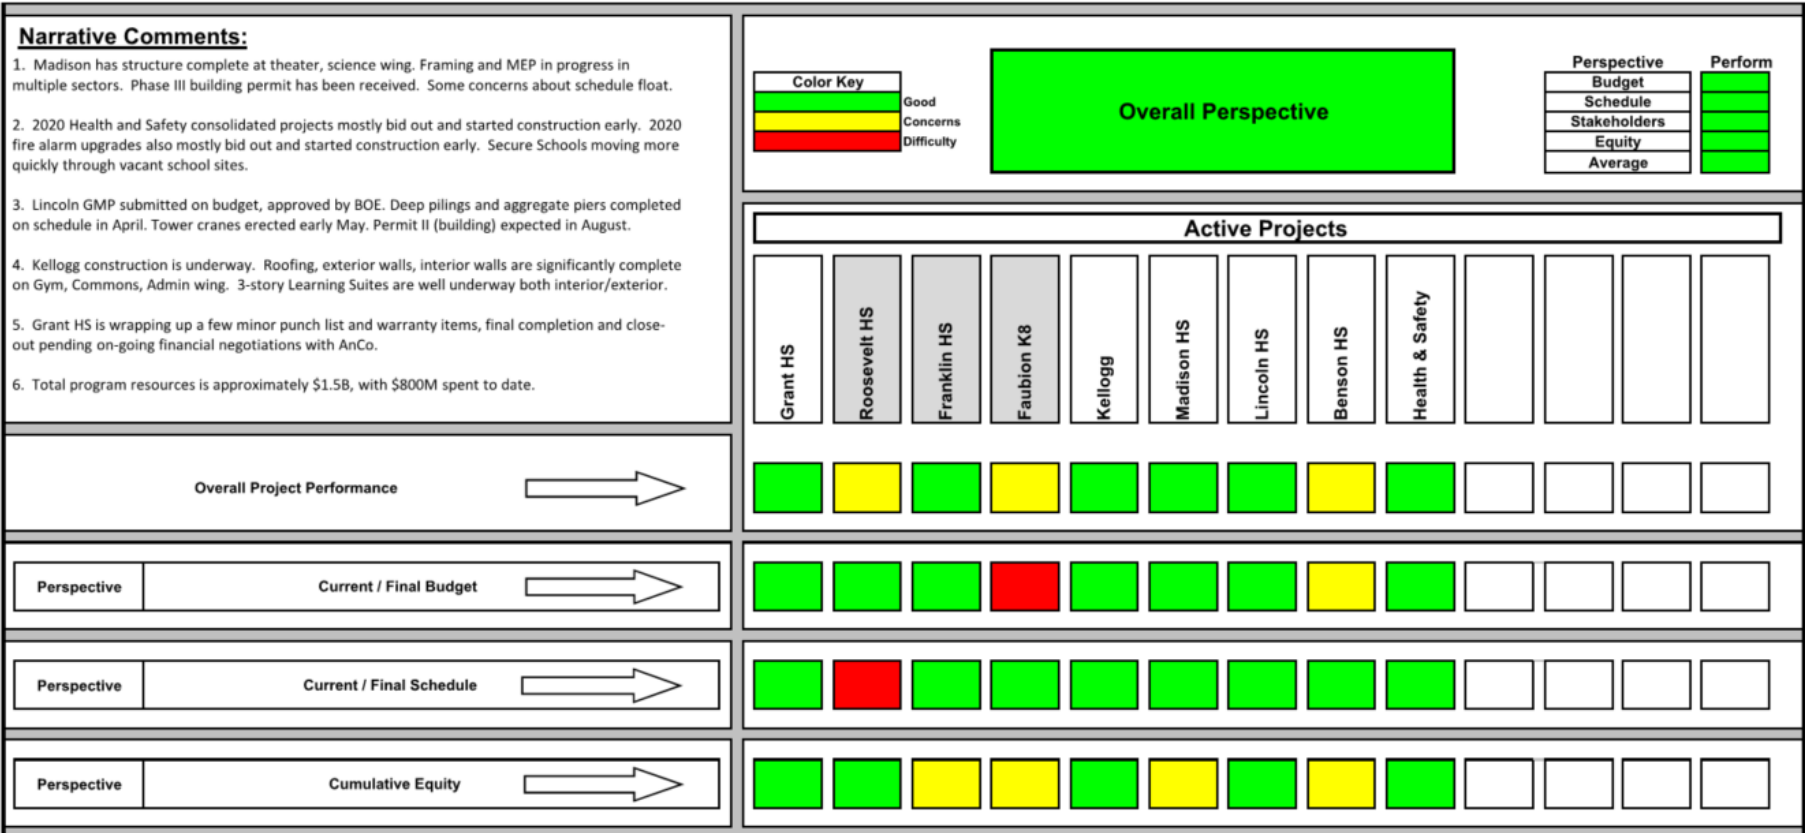 Narrative Comments:
1. Madison has structure complete at theater, science wing. Framing and MEP in progress in
multiple sectors. Phase III building permit has been received. Some concerns about schedule float.
2. 2020 Health and Safety consolidated projects mostly bid out and started construction early. 2020
fire alarm upgrades also mostly bid out and started construction early. Secure Schools moving more
quickly through vacant school sites.
3. Lincoln GMP submitted on budget, approved by BOE. Deep pilings and aggregate piers completed
on schedule in April. Tower cranes erected early May. Permit II (building) expected in August.
4. Kellogg construction is underway. Roofing, exterior walls, interior walls are significantly complete
on Gym, Commons, Admin wing. 3-story Learning Suites are well underway both interior/exterior.
5. Grant HS is wrapping up a few minor punch list and warranty items, final completion and close-
out pending on-going financial negotiations with AnCo.
6. Total program resources is approximately $1.5B, with $800M spent to date.
Color Key
Good
Concerns
Difficulty
Overall Perspective
Perspective Perform
Budget
Schedule
Stakeholders
Equity
Average
Active Projects
Grant HS
Roosevelt HS
Franklin HS
Faubion K8
Kellogg
Madison HS
Lincoln HS
Benson HS
Health & Safety
Overall Project Performance
Perspective Current / Final Budget
Perspective Current / Final Schedule
Perspective Cumulative Equity